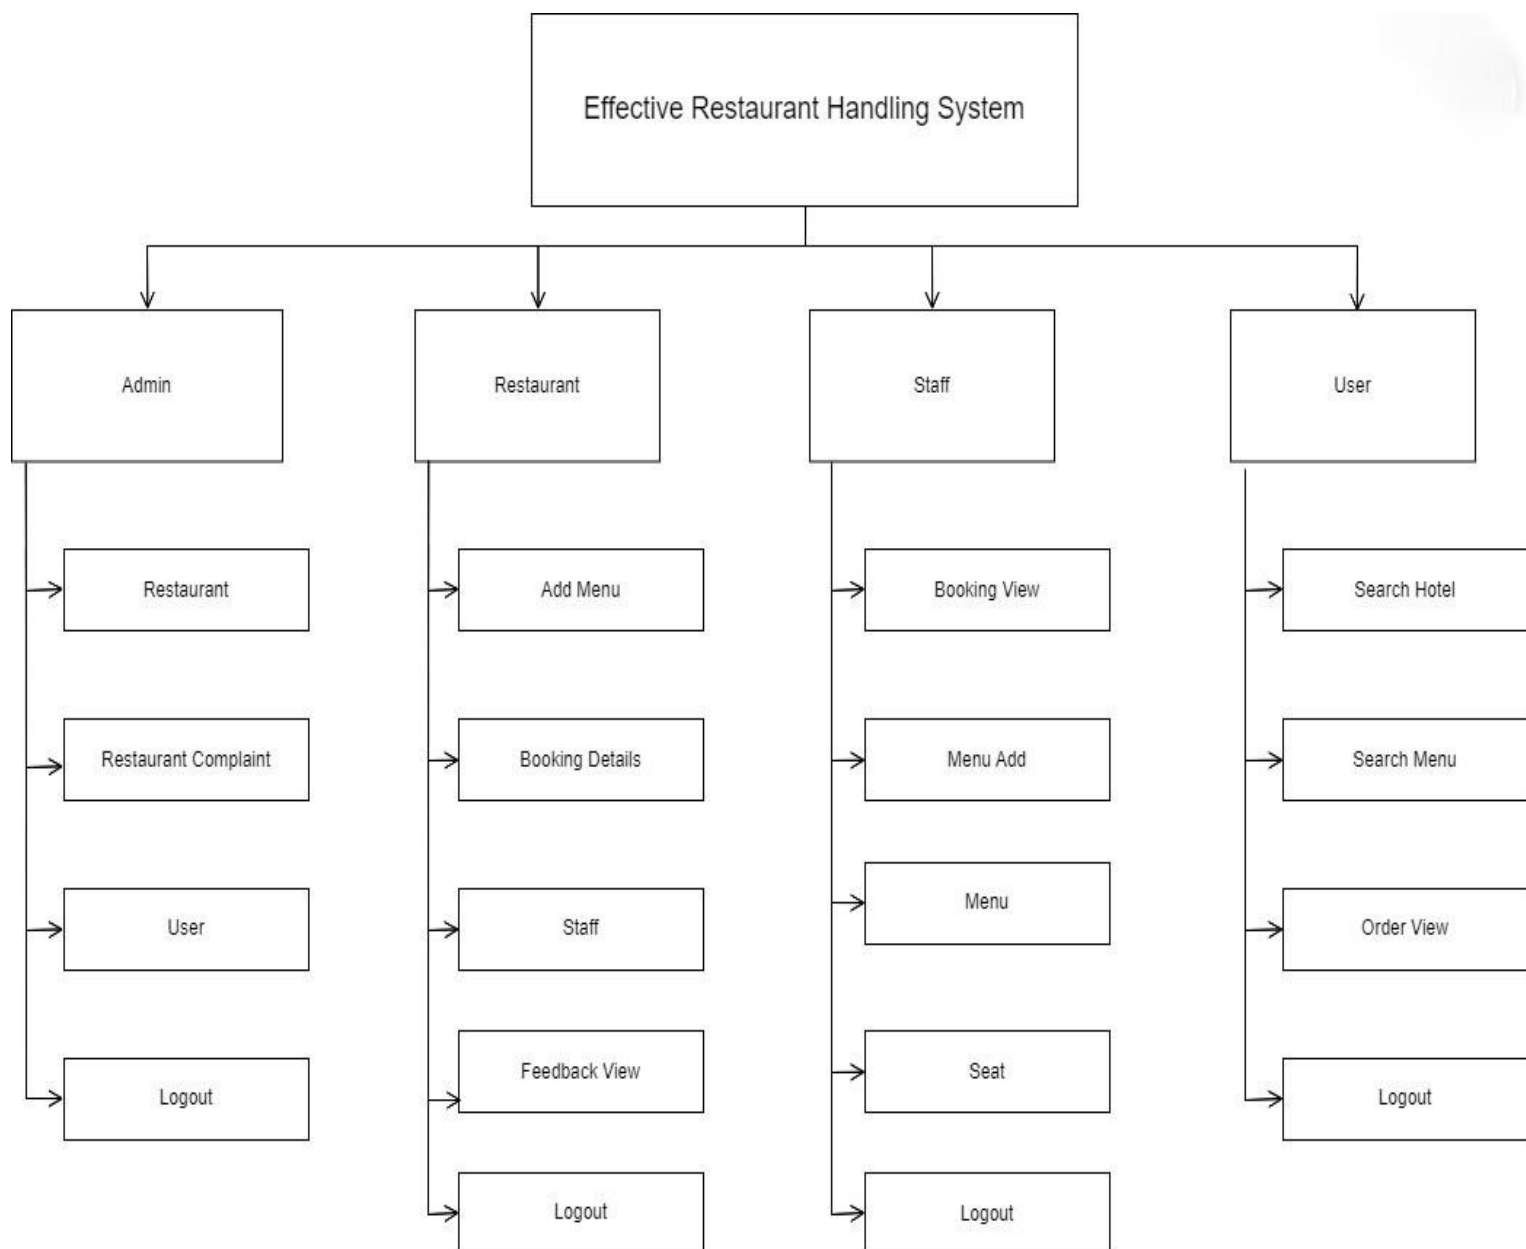 Effective Restaurant Handling System
Admin
Restaurant
Staff
User
Restaurant
Add Menu
Booking View
Search Hotel
Restaurant Complaint
Booking Details
Menu Add
Search Menu
User
Staff
Menu
Order View
Logout
Feedback View
Seat
Logout
Logout
Logout